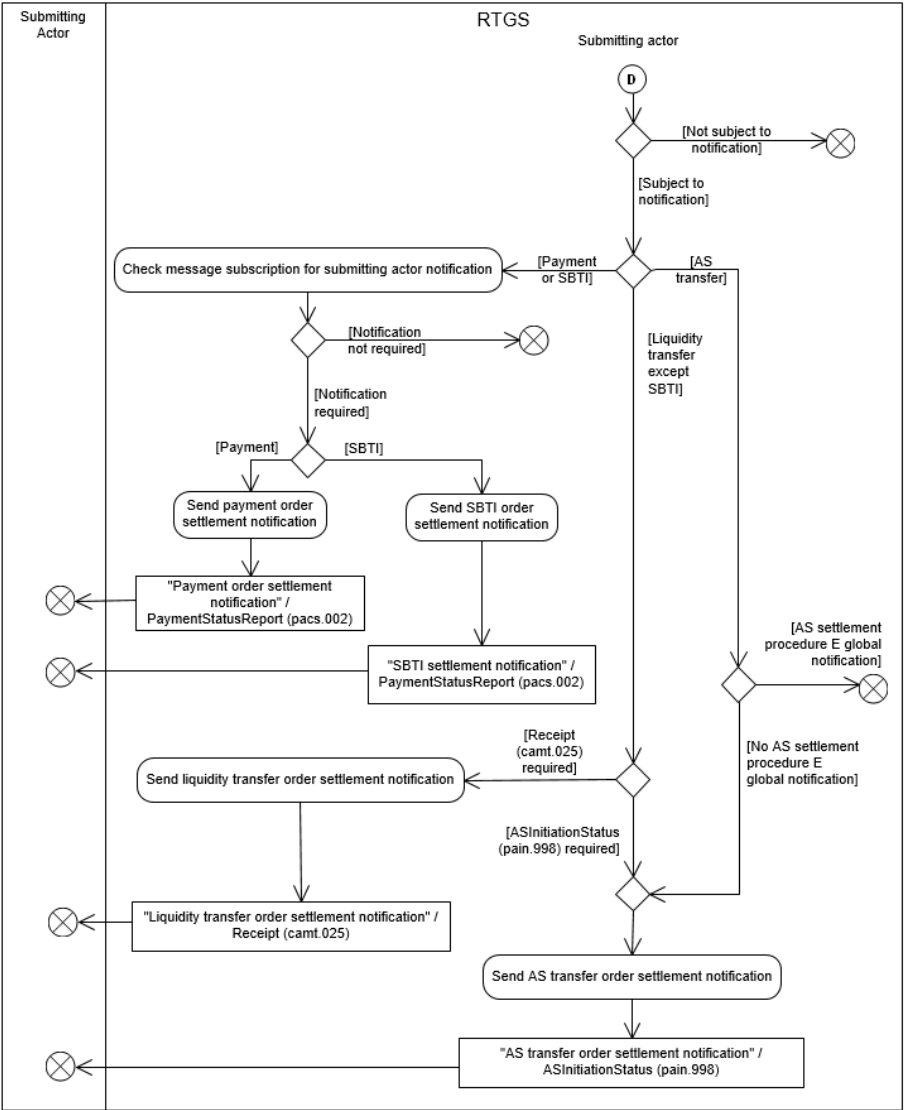 Submitting
Actor
RTGS
Submitting actor
D
[Not subject to
notification]
[Subject to
notification]
Check message subscription for submitting actor notification
[Payment
or SBTI]
[AS
transfer]
[Notification
not required]
[Liquidity
transfer
except
SBTI]
[Notification
required]
[Payment]
[SBTI]
Send payment order
settlement notification
Send SBTI order
settlement notification
"Payment order settlement
notification" /
PaymentStatusReport (pacs.002)
"SBTI settlement notification" /
PaymentStatusReport (pacs.002)
[AS settlement
procedure E global
notification]
[No AS settlement
procedure E
global notification]
[Receipt
(camt.025)
required]
Send liquidity transfer order settlement notification
[ASInitiationStatus
(pain.998) required]
"Liquidity transfer order settlement notification" /
Receipt (camt.025)
Send AS transfer order settlement notification
"AS transfer order settlement notification" /
ASInitiationStatus (pain.998)